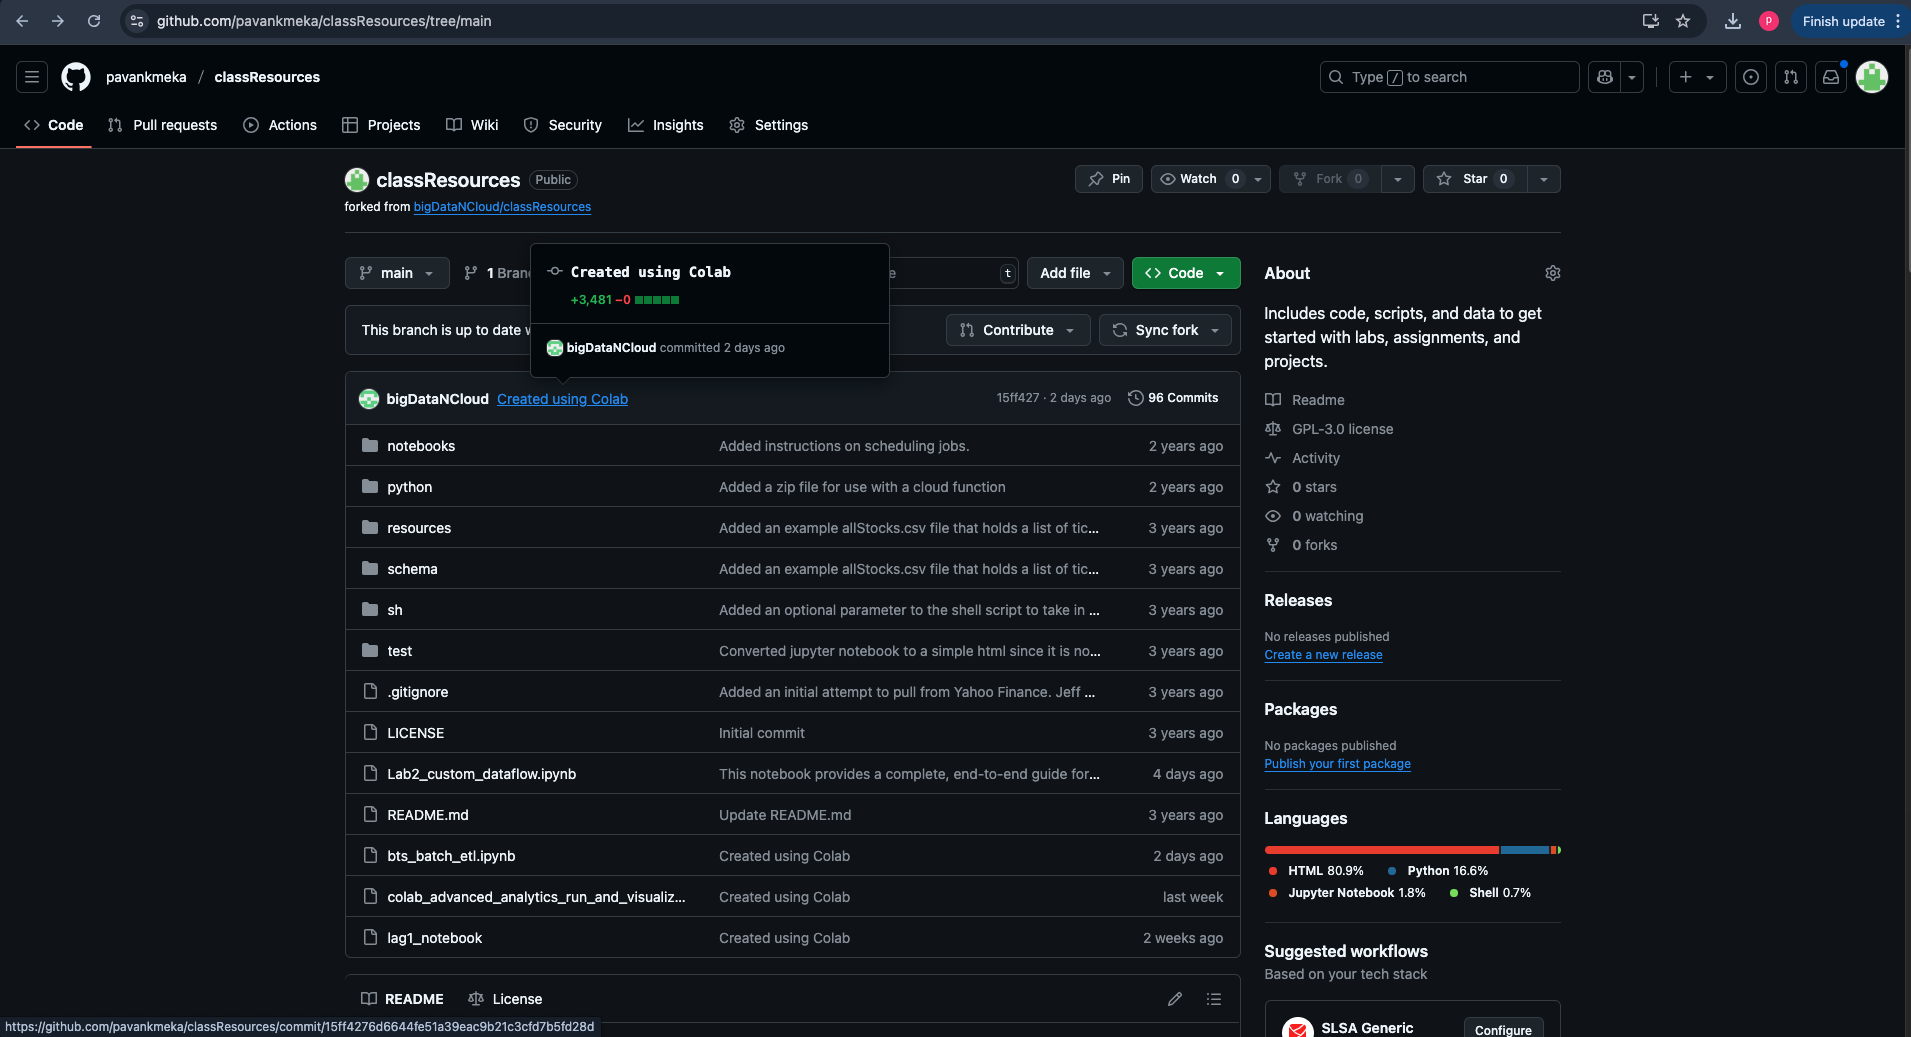 github.com/pavankmeka/classResources/tree/main
p
Finish update
pavankmeka / classResources
Type / to search
Code
Pull requests
Actions
Projects
Wiki
Security
Insights
Settings
classResources Public
Pin
Watch 0
Fork 0
Star 0
forked from bigDataNCloud/classResources
main
1 Bran
t
Add file
Code
Created using Colab
+3,481 −0
bigDataNCloud committed 2 days ago
This branch is up to date
Contribute
Sync fork
bigDataNCloud Created using Colab 15ff427 · 2 days ago 96 Commits
notebooks Added instructions on scheduling jobs. 2 years ago
python Added a zip file for use with a cloud function 2 years ago
resources Added an example allStocks.csv file that holds a list of tic... 3 years ago
schema Added an example allStocks.csv file that holds a list of tic... 3 years ago
sh Added an optional parameter to the shell script to take in ... 3 years ago
test Converted jupyter notebook to a simple html since it is no... 3 years ago
.gitignore Added an initial attempt to pull from Yahoo Finance. Jeff ... 3 years ago
LICENSE Initial commit 3 years ago
Lab2_custom_dataflow.ipynb This notebook provides a complete, end-to-end guide for... 4 days ago
README.md Update README.md 3 years ago
bts_batch_etl.ipynb Created using Colab 2 days ago
colab_advanced_analytics_run_and_visualiz... Created using Colab last week
lag1_notebook Created using Colab 2 weeks ago
README
License
About
Includes code, scripts, and data to get
started with labs, assignments, and
projects.
Readme
GPL-3.0 license
Activity
0 stars
0 watching
0 forks
Releases
No releases published
Create a new release
Packages
No packages published
Publish your first package
Languages
HTML 80.9% Python 16.6%
Jupyter Notebook 1.8% Shell 0.7%
Suggested workflows
Based on your tech stack
SLSA Generic
Configure
https://github.com/pavankmeka/classResources/commit/15ff4276d6644fe51a39eac9b21c3cfd7b5fd28d